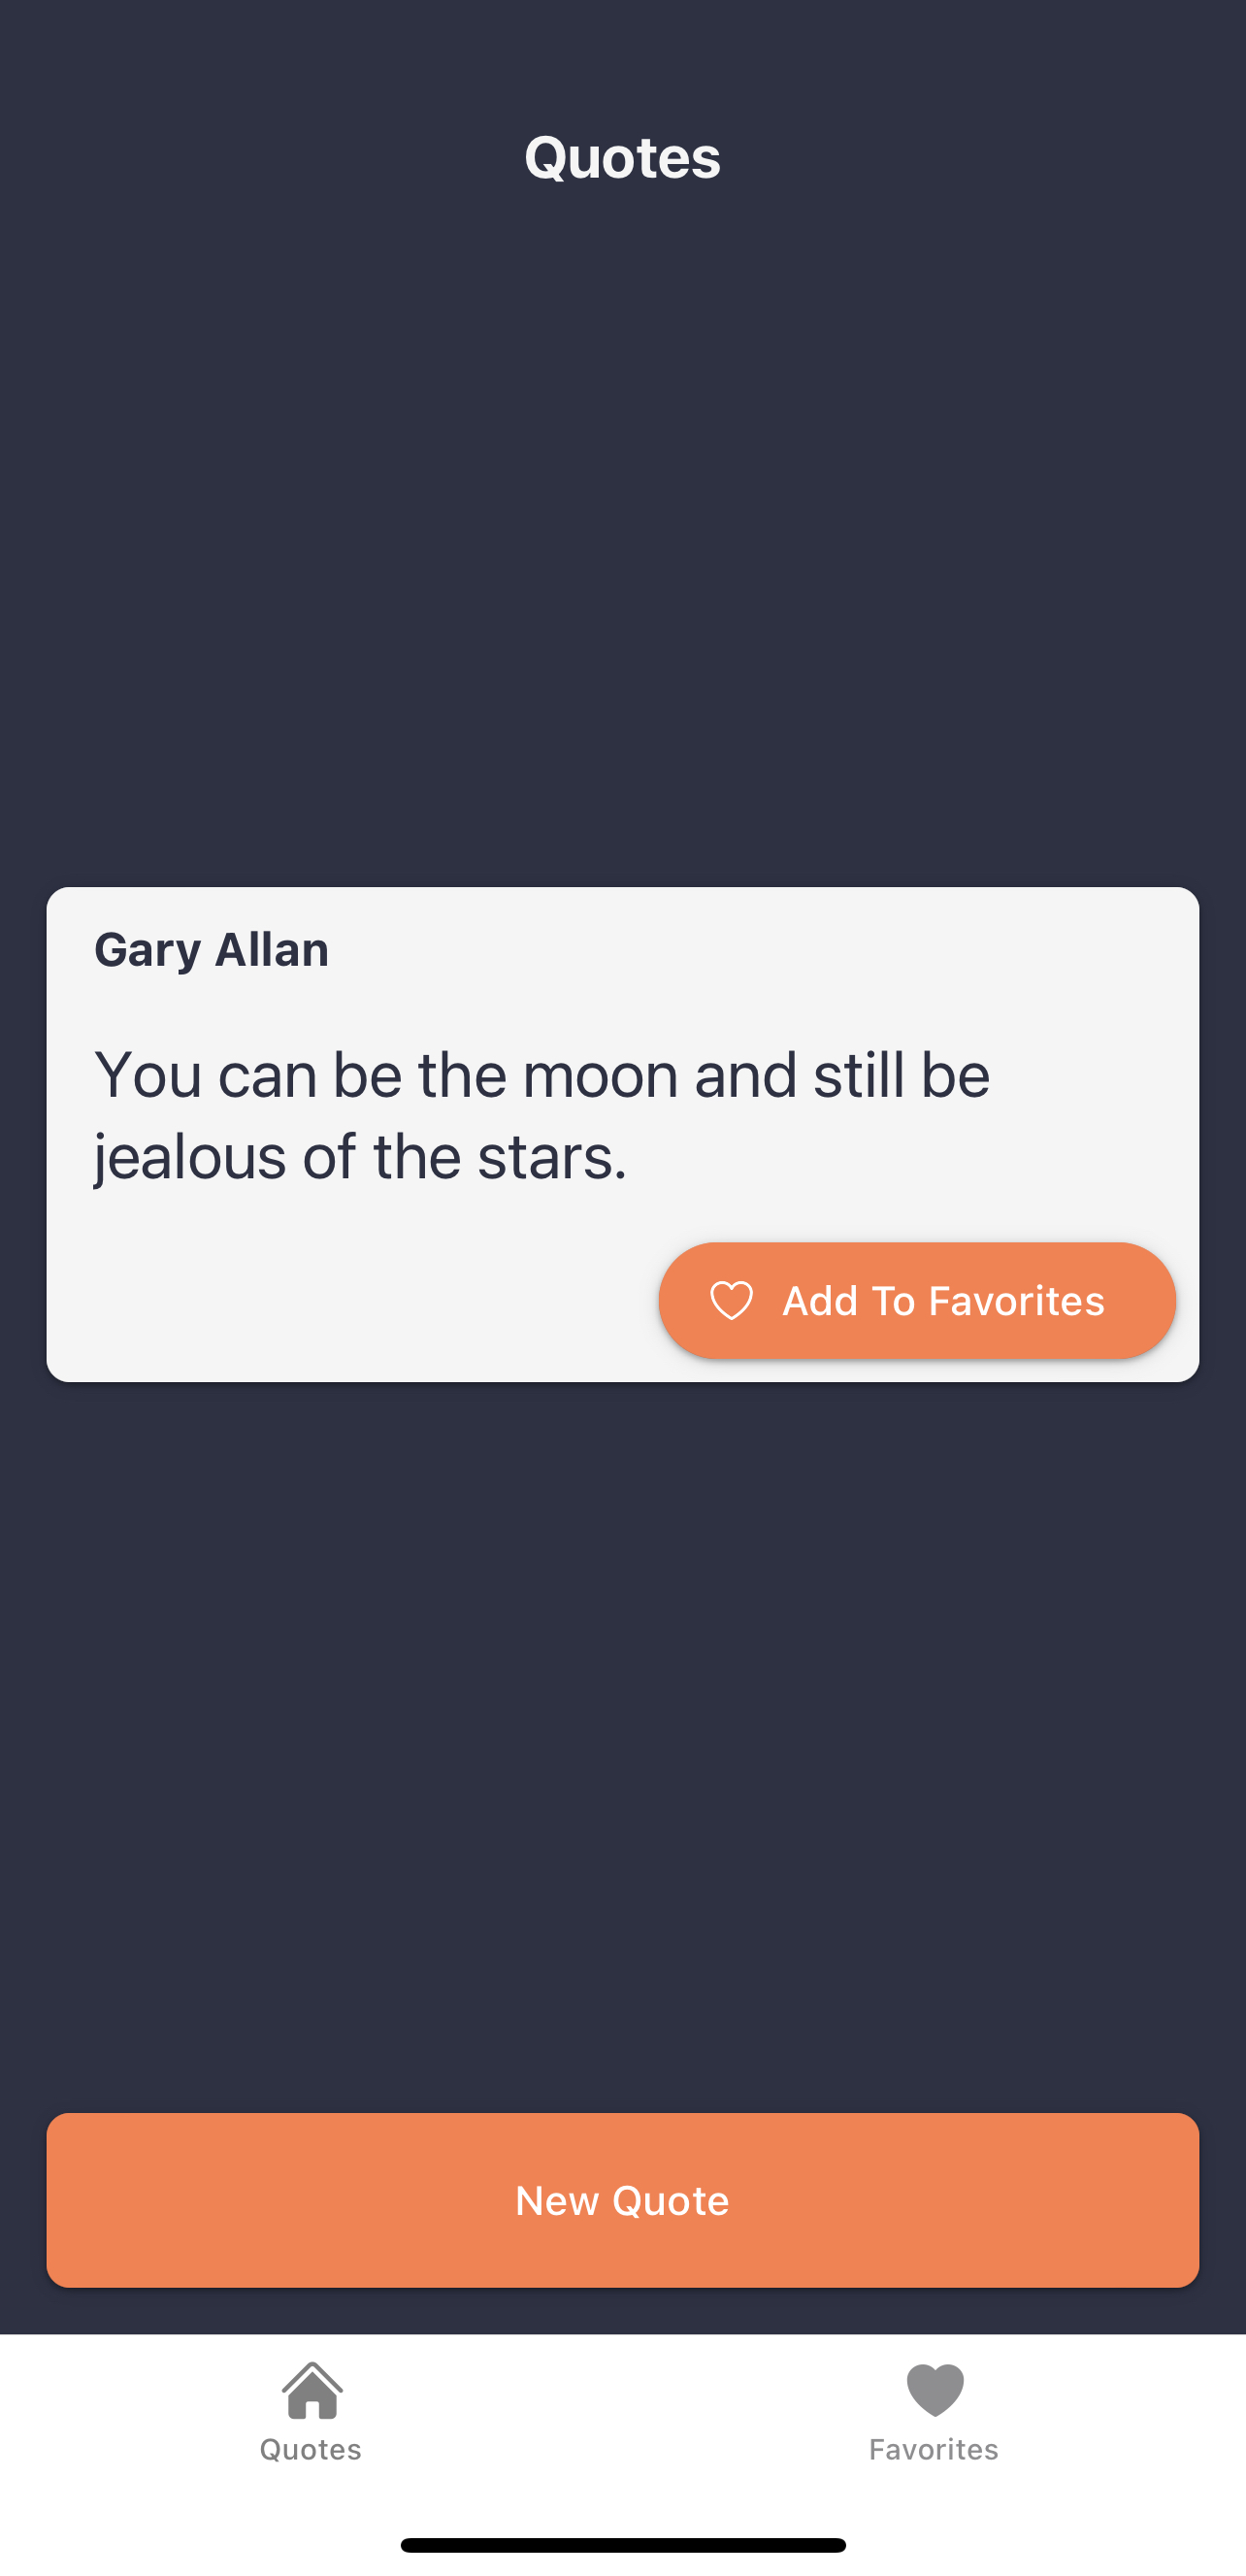 Quotes
Gary Allan
You can be the moon and still be
jealous of the stars.
Add To Favorites
New Quote
Quotes
Favorites